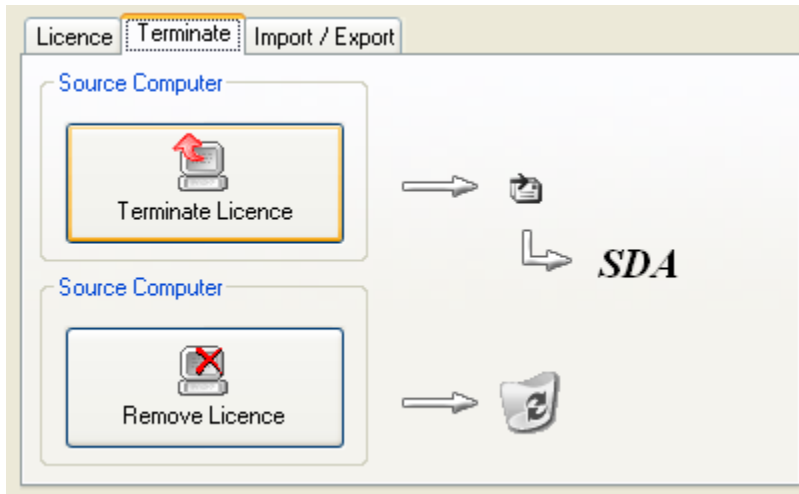 Licence Terminate Import / Export
Source Computer
Terminate Licence
SDA
Source Computer
Remove Licence